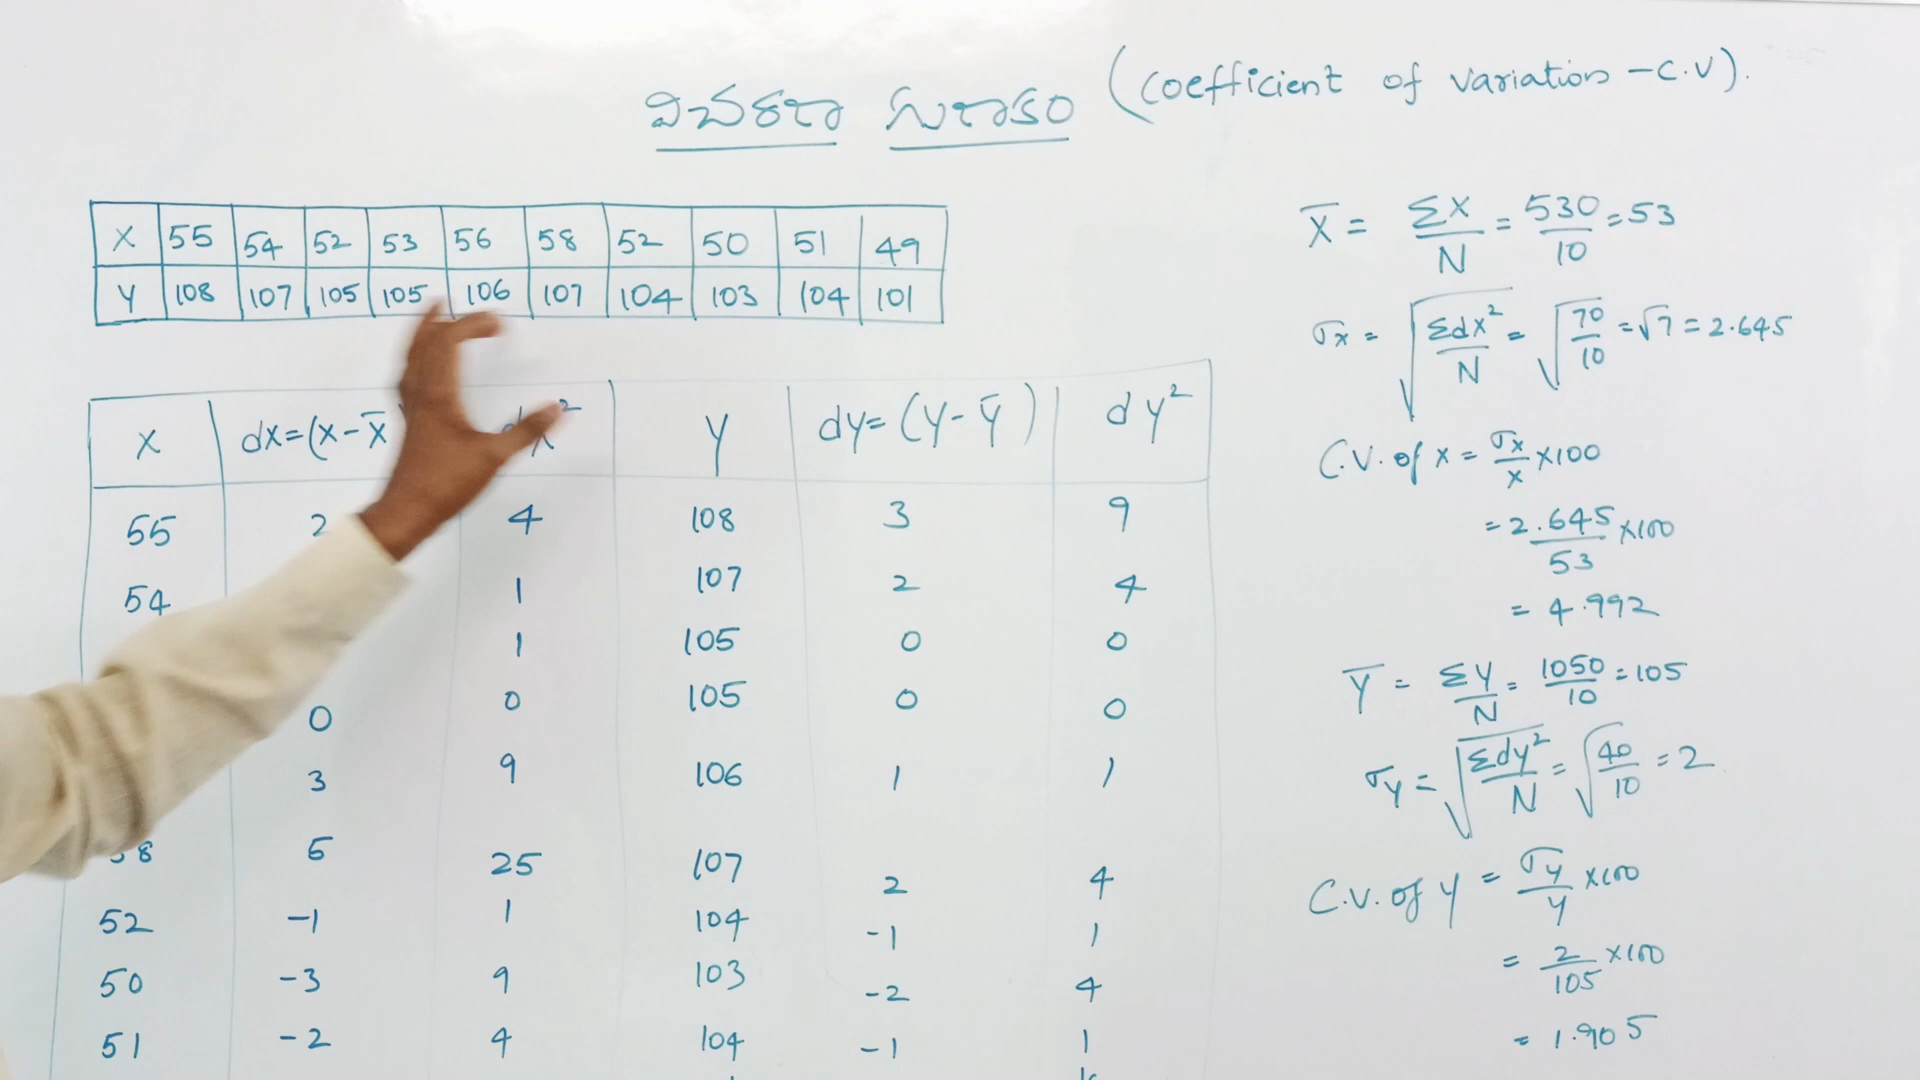 విచరణా గుణకం (Coefficient of variation - C.V).
X 55 54 52 53 56 58 52 50 51 49
Y 108 107 105 105 106 107 104 103 104 101
X dx=(x-x̄ y dy=(y-ȳ) dy²
55 2 4 108 3 9
54 1 107 2 4
1 105 0 0
0 0 105 0 0
3 9 106 1 1
58 5 25 107 2 4
52 -1 1 104 -1 1
50 -3 9 103 -2 4
51 -2 4 104 -1 1
X̄ = ΣX/N = 530/10 = 53
σx = √(Σdx²/N) = √(70/10) = √7 = 2.645
C.V. of x = σx/x ×100
= 2.645/53 ×100
= 4.992
Ȳ = ΣY/N = 1050/10 = 105
σy = √(Σdy²/N) = √(40/10) = 2
C.V. of y = σy/y ×100
= 2/105 ×100
= 1.905